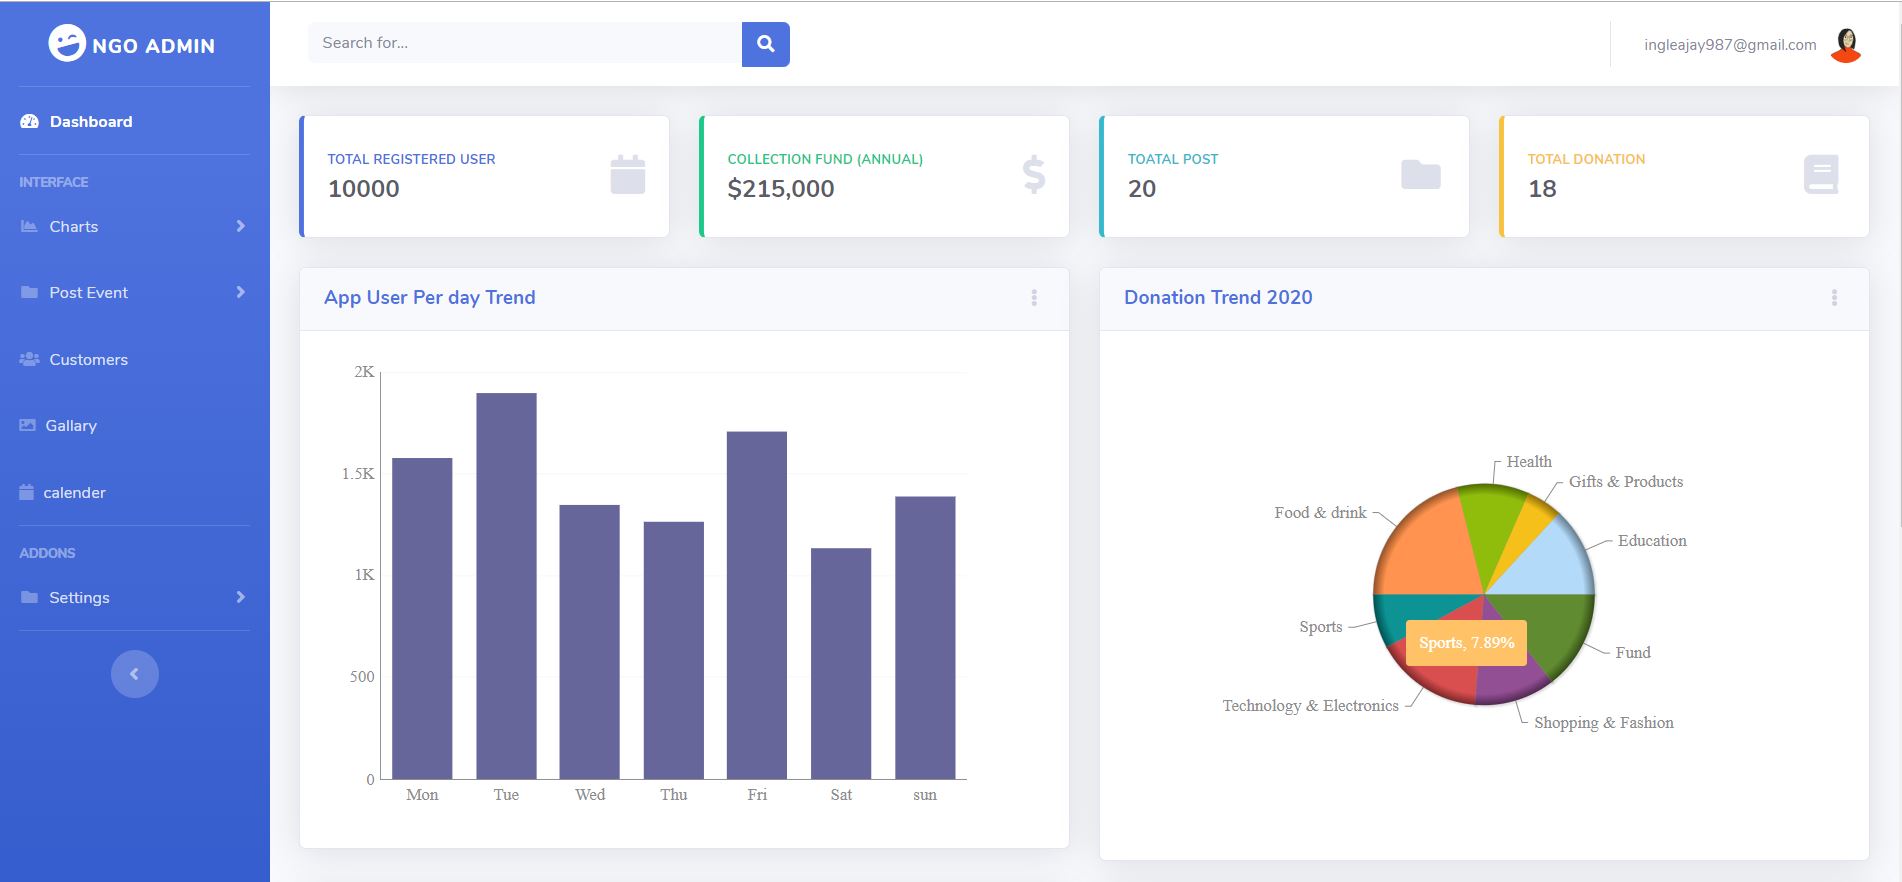 NGO ADMIN
Search for...
ingleajay987@gmail.com
Dashboard
INTERFACE
Charts
Post Event
Customers
Gallary
calender
ADDONS
Settings
TOTAL REGISTERED USER
10000
COLLECTION FUND (ANNUAL)
$215,000
TOATAL POST
20
TOTAL DONATION
18
App User Per day Trend
2K
1.5K
1K
500
0
Mon Tue Wed Thu Fri Sat sun
Donation Trend 2020
Health
Gifts & Products
Food & drink
Education
Sports
Sports, 7.89%
Fund
Technology & Electronics
Shopping & Fashion